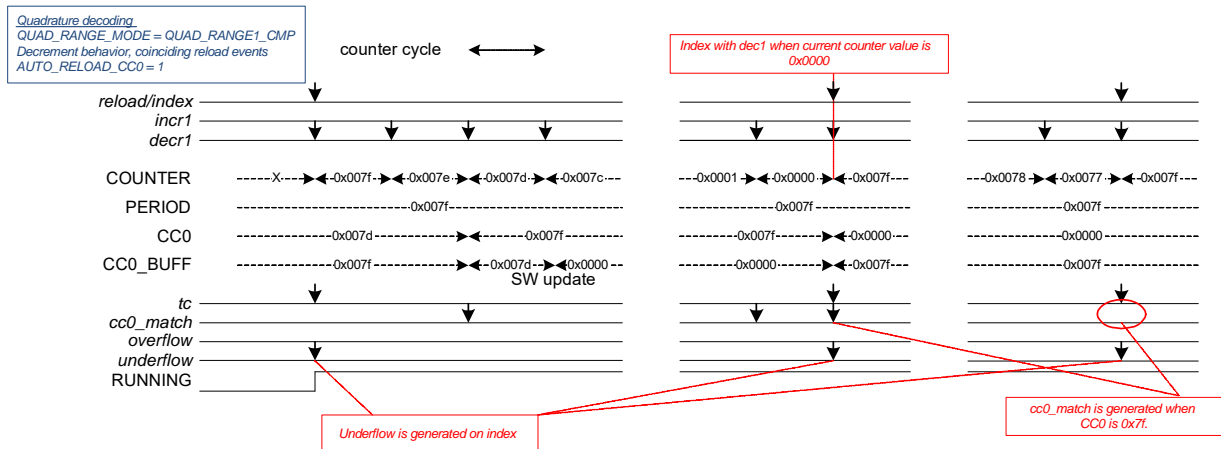 Quadrature decoding
QUAD_RANGE_MODE = QUAD_RANGE1_CMP
Decrement behavior, coinciding reload events
AUTO_RELOAD_CC0 = 1
counter cycle
Index with dec1 when current counter value is
0x0000
reload/index
incr1
decr1
COUNTER X 0x007f 0x007e 0x007d 0x007c 0x0001 0x0000 0x007f 0x0078 0x0077 0x007f
PERIOD 0x007f 0x007f 0x007f
CC0 0x007d 0x007f 0x007f 0x0000 0x0000
CC0_BUFF 0x007f 0x007d 0x0000 0x0000 0x007f 0x007f
SW update
tc
cc0_match
overflow
underflow
RUNNING
Underflow is generated on index
cc0_match is generated when
CC0 is 0x7f.